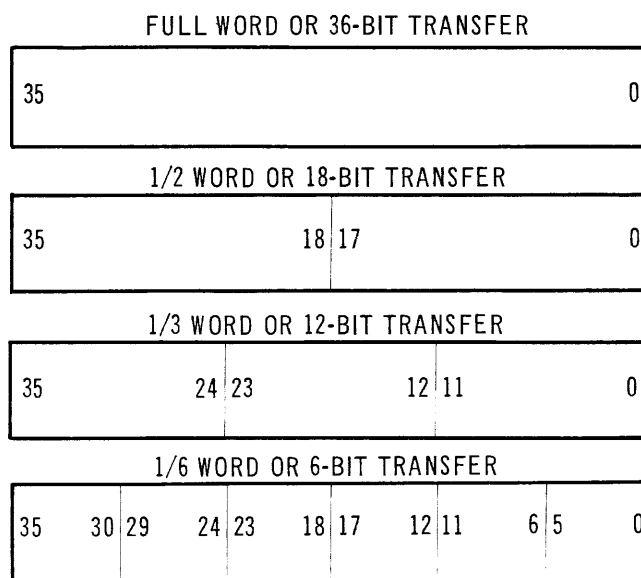 FULL WORD OR 36-BIT TRANSFER
35 0
1/2 WORD OR 18-BIT TRANSFER
35 18 17 0
1/3 WORD OR 12-BIT TRANSFER
35 24 23 12 11 0
1/6 WORD OR 6-BIT TRANSFER
35 30 29 24 23 18 17 12 11 6 5 0